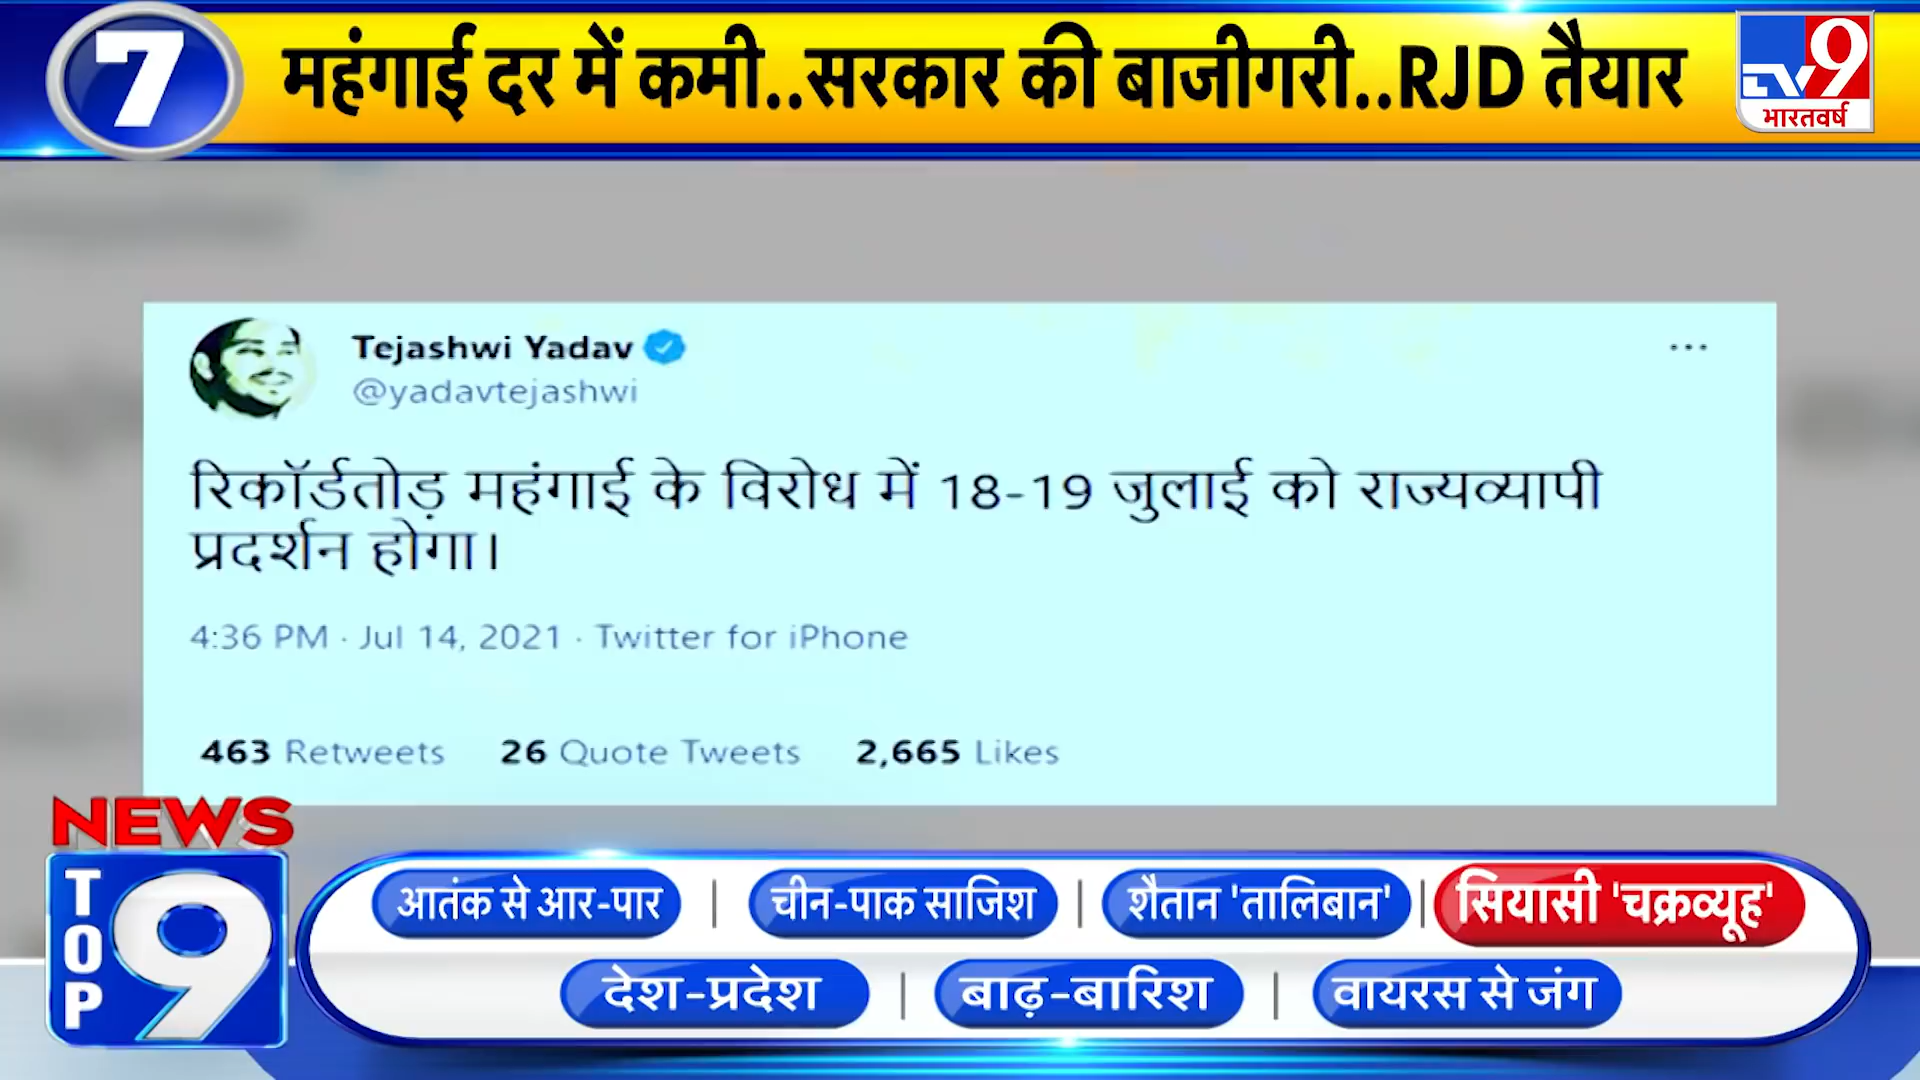 7
महंगाई दर में कमी..सरकार की बाजीगरी..RJD तैयार
TV9
भारतवर्ष
Tejashwi Yadav
@yadavtejashwi
रिकॉर्डतोड़ महंगाई के विरोध में 18-19 जुलाई को राज्यव्यापी
प्रदर्शन होगा।
4:36 PM · Jul 14, 2021 · Twitter for iPhone
463 Retweets 26 Quote Tweets 2,665 Likes
NEWS
TOP 9
आतंक से आर-पार | चीन-पाक साजिश | शैतान 'तालिबान' | सियासी 'चक्रव्यूह'
देश-प्रदेश | बाढ़-बारिश | वायरस से जंग